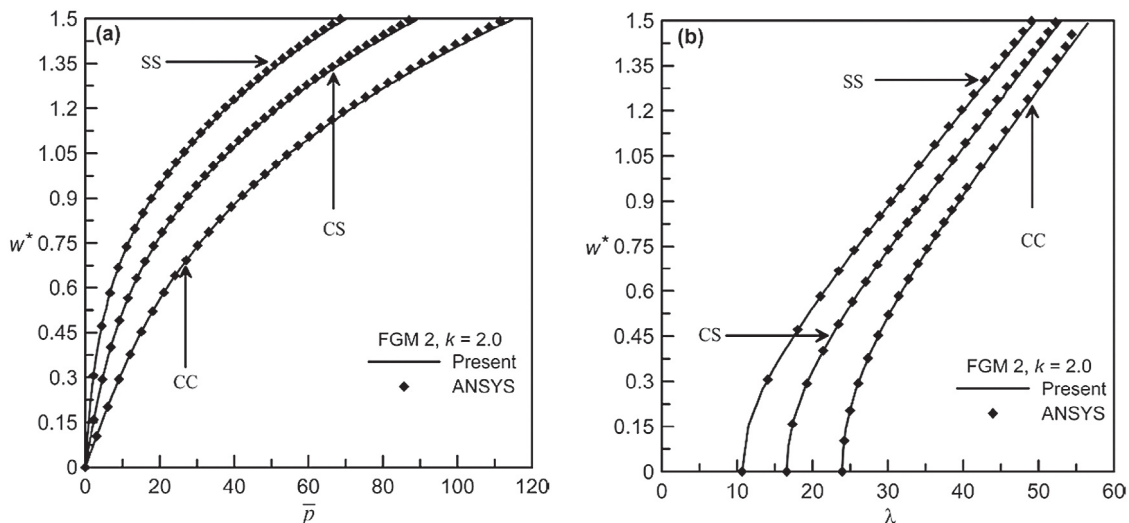 (a)
1.5
1.35
1.2
1.05
0.9
w* 0.75
0.6
0.45
0.3
0.15
0
SS
CS
CC
FGM 2, k = 2.0
Present
ANSYS
0 20 40 60 80 100 120
p̅
(b)
1.5
1.35
1.2
1.05
0.9
w* 0.75
0.6
0.45
0.3
0.15
0
SS
CC
CS
FGM 2, k = 2.0
Present
ANSYS
0 10 20 30 40 50 60
λ